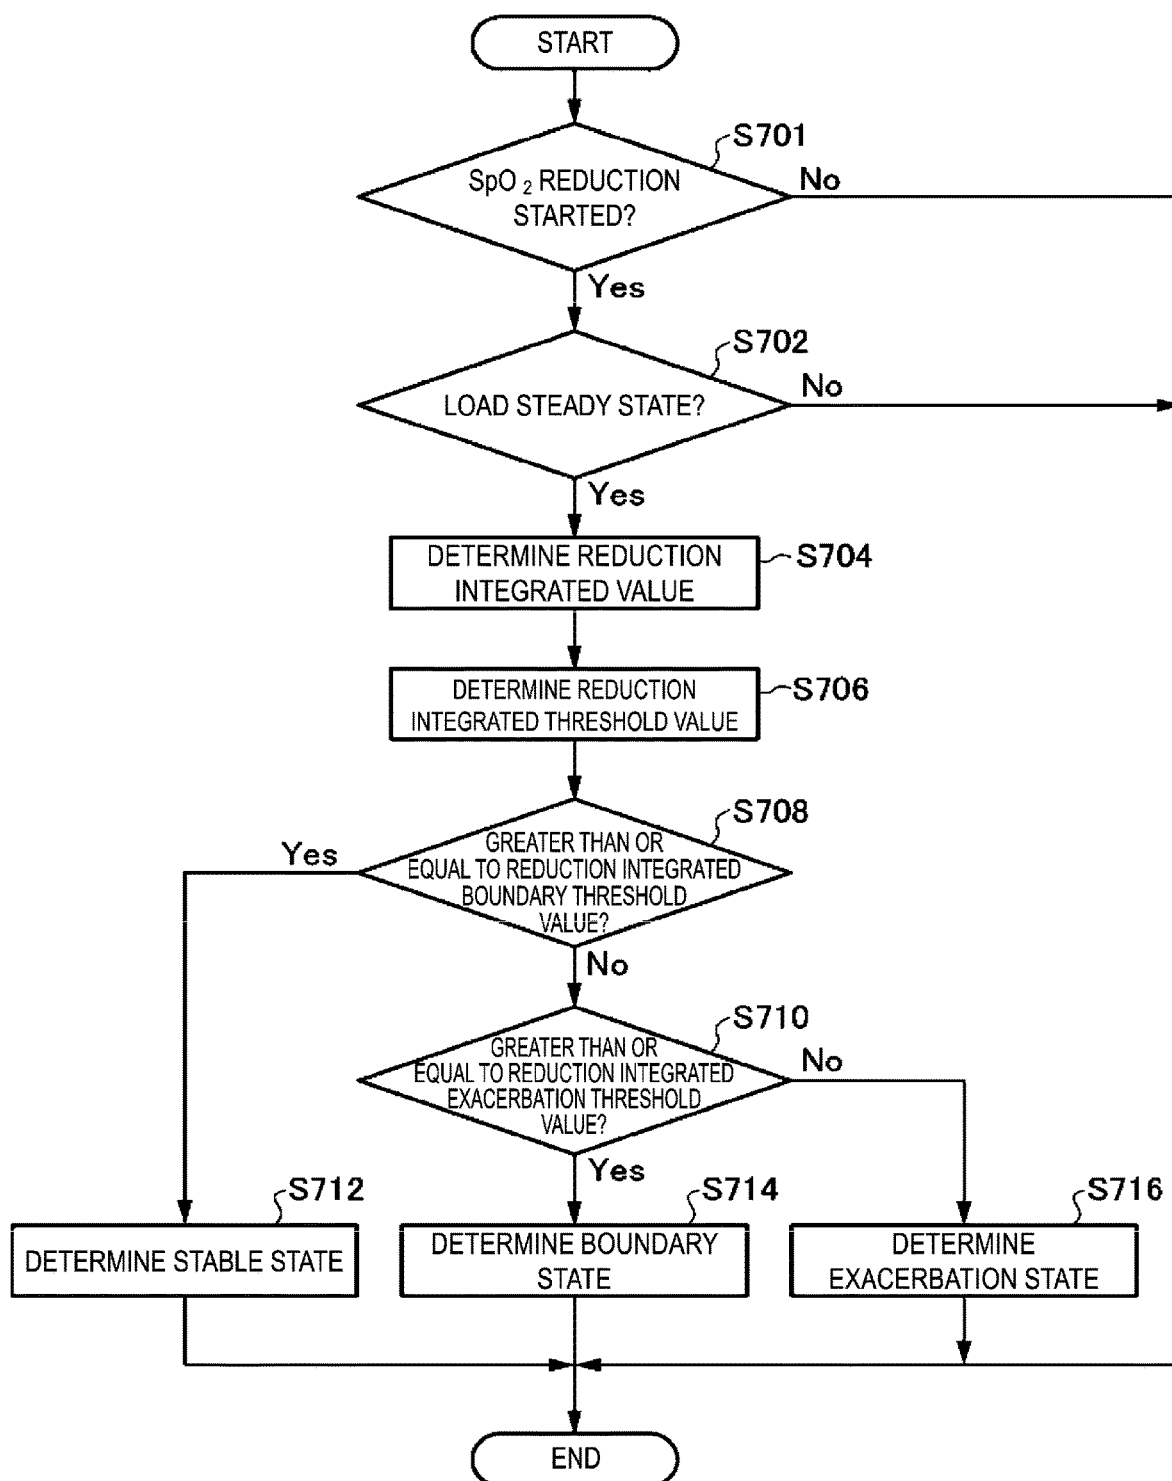 START
S701
SpO₂ REDUCTION
STARTED?
No
Yes
S702
LOAD STEADY STATE?
No
Yes
DETERMINE REDUCTION
INTEGRATED VALUE
S704
DETERMINE REDUCTION
INTEGRATED THRESHOLD VALUE
S706
S708
GREATER THAN OR
EQUAL TO REDUCTION INTEGRATED
BOUNDARY THRESHOLD
VALUE?
Yes
No
S710
GREATER THAN OR
EQUAL TO REDUCTION INTEGRATED
EXACERBATION THRESHOLD
VALUE?
No
Yes
S712
DETERMINE STABLE STATE
S714
DETERMINE BOUNDARY
STATE
S716
DETERMINE
EXACERBATION STATE
END